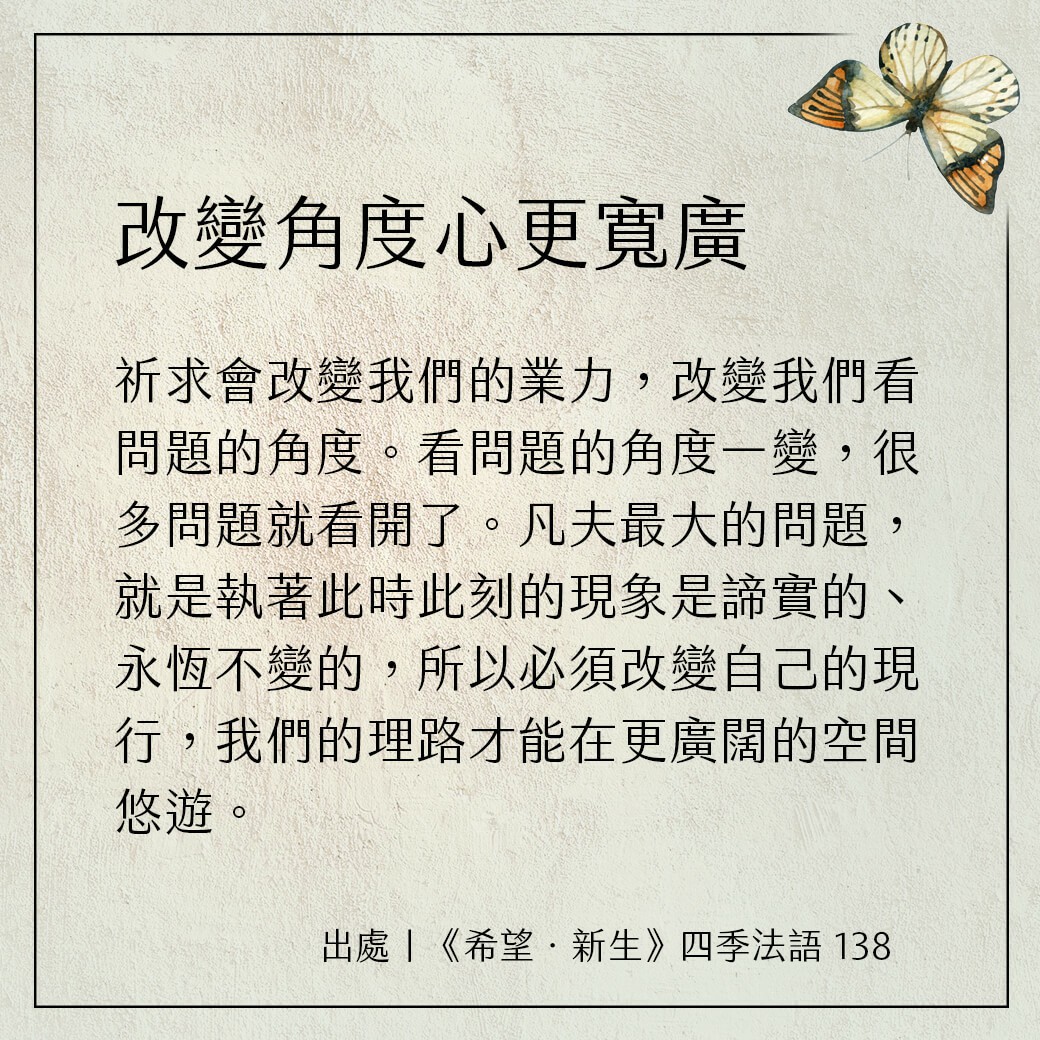 改變角度心更寬廣
祈求會改變我們的業力，改變我們看
問題的角度。看問題的角度一變，很
多問題就看開了。凡夫最大的問題，
就是執著此時此刻的現象是諦實的、
永恆不變的，所以必須改變自己的現
行，我們的理路才能在更廣闊的空間
悠遊。
出處｜《希望．新生》四季法語 138